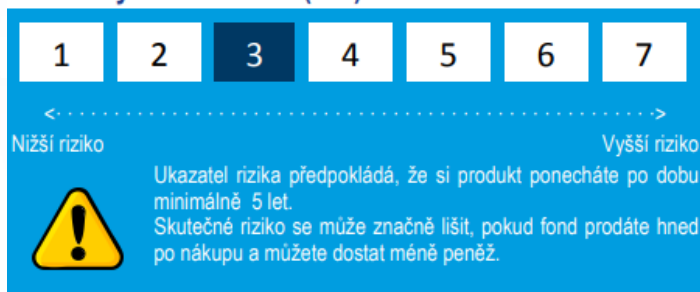 1 2 3 4 5 6 7
Nižší riziko Vyšší riziko
Ukazatel rizika předpokládá, že si produkt ponecháte po dobu
minimálně 5 let.
Skutečné riziko se může značně lišit, pokud fond prodáte hned
po nákupu a můžete dostat méně peněž.